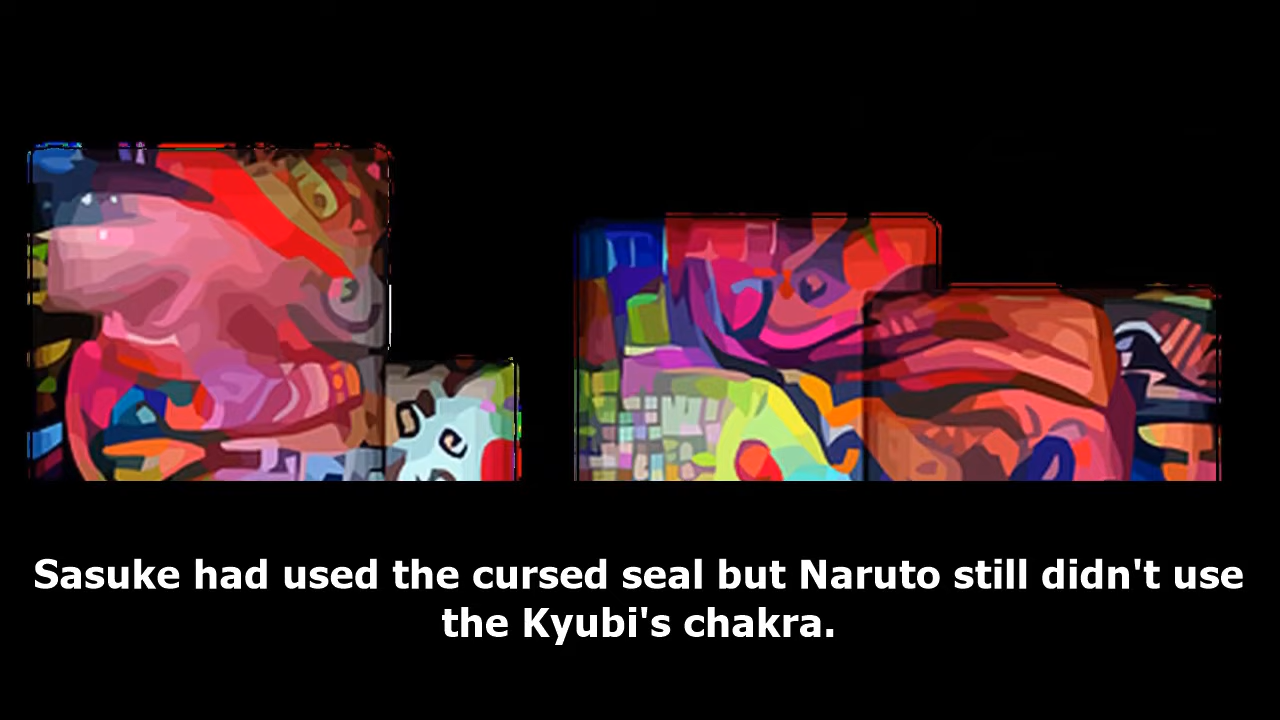 Sasuke had used the cursed seal but Naruto still didn't use
the Kyubi's chakra.